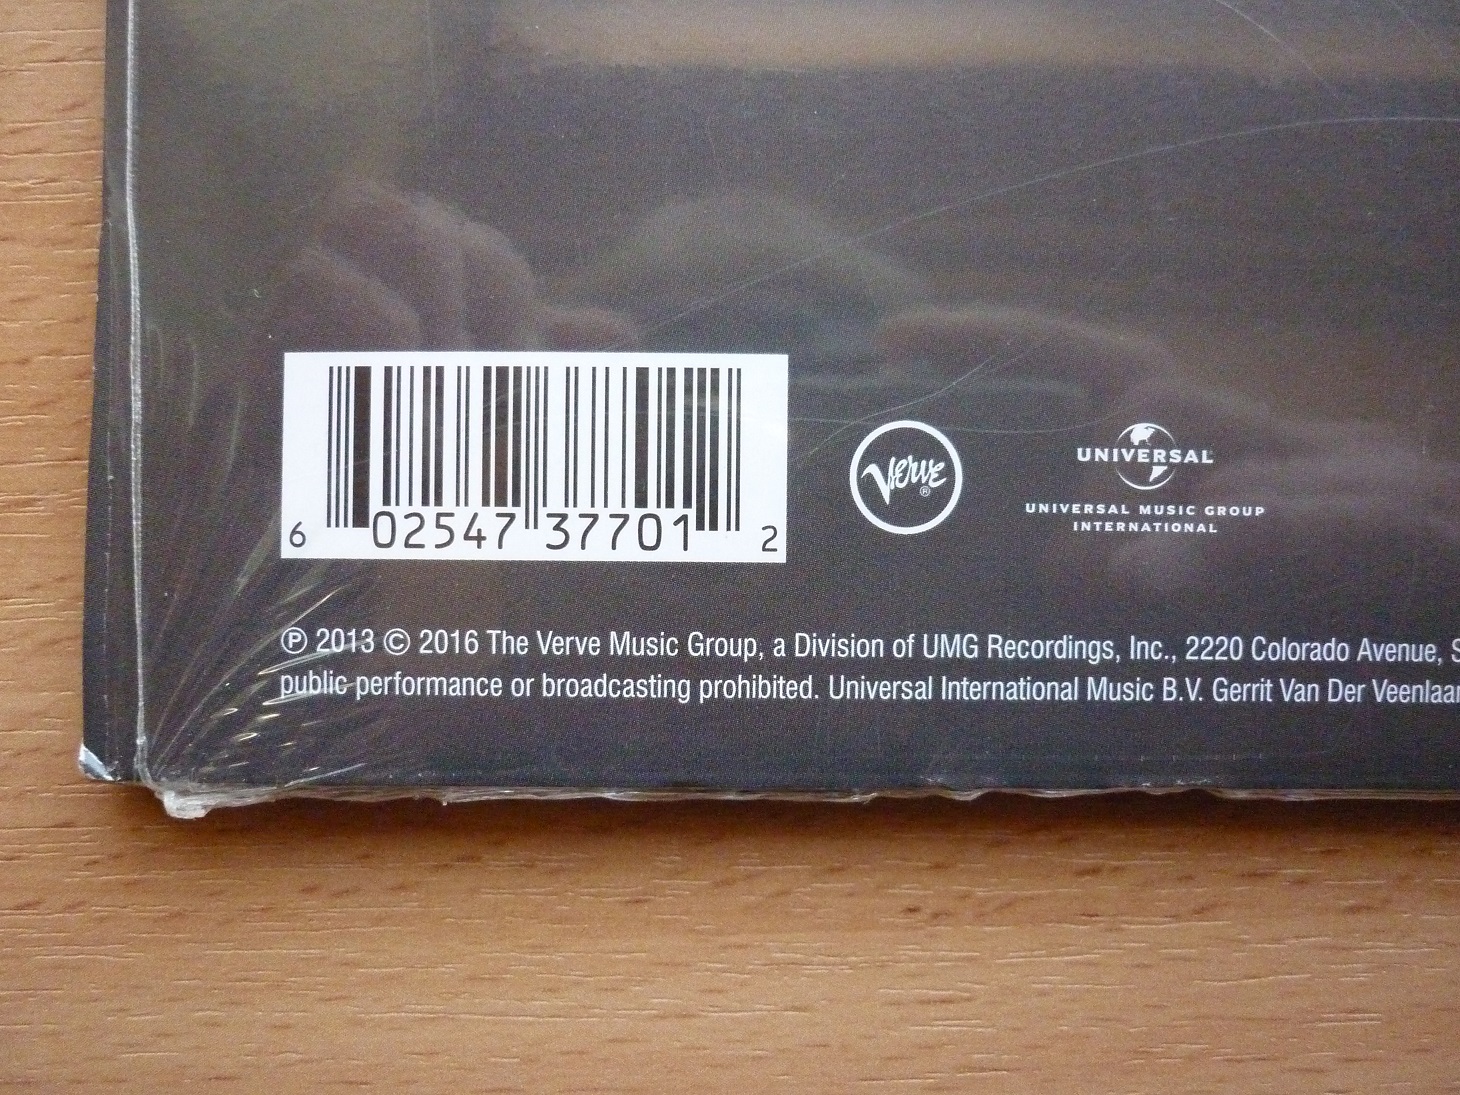 6 02547 37701 2
Verve ®
UNIVERSAL
UNIVERSAL MUSIC GROUP
INTERNATIONAL
℗ 2013 © 2016 The Verve Music Group, a Division of UMG Recordings, Inc., 2220 Colorado Avenue, S
public performance or broadcasting prohibited. Universal International Music B.V. Gerrit Van Der Veenlaa